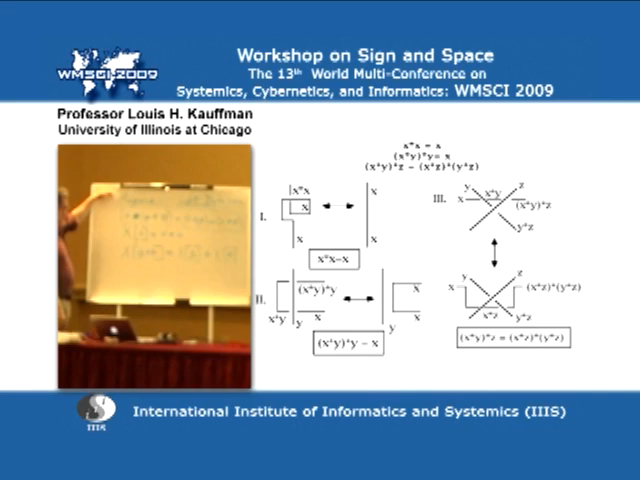 Workshop on Sign and Space
The 13th World Multi-Conference on
Systemics, Cybernetics, and Informatics: WMSCI 2009
WMSCI 2009
Professor Louis H. Kauffman
University of Illinois at Chicago
x*x = x
(x*y)*y = x
(x*y)*z = (x*z)*(y*z)
I.
x*x
x
x
x
x
x*x=x
II.
(x*y)*y
x*y
y
x
x
x
y
(x*y)*y = x
III.
y
z
x
x*y
(x*y)*z
y*z
y
z
x
(x*z)*(y*z)
x*z
y*z
(x*y)*z = (x*z)*(y*z)
IIIS
International Institute of Informatics and Systemics (IIIS)